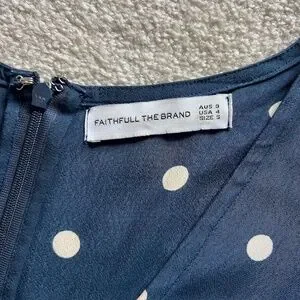 FAITHFULL THE BRAND
AUS 8
USA 4
SIZE S